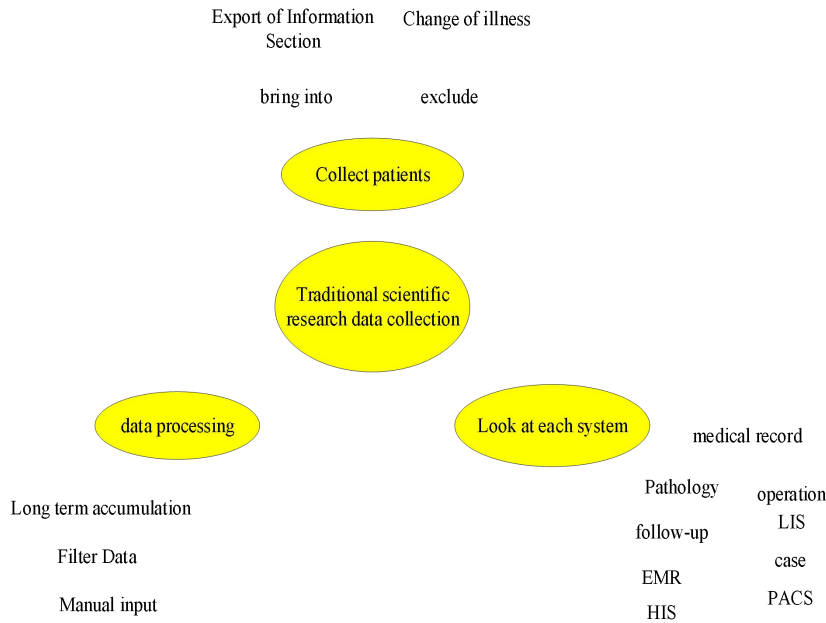 Export of Information
Section
Change of illness
bring into
exclude
Collect patients
Traditional scientific
research data collection
data processing
Look at each system
medical record
Long term accumulation
Filter Data
Manual input
Pathology
operation
LIS
follow-up
case
EMR
PACS
HIS